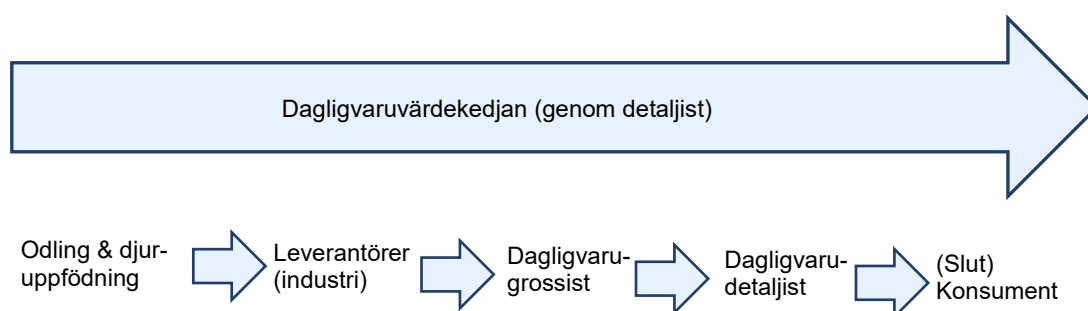 Dagligvaruvärdekedjan (genom detaljist)
Odling & djur-
uppfödning
Leverantörer
(industri)
Dagligvaru-
grossist
Dagligvaru-
detaljist
(Slut)
Konsument